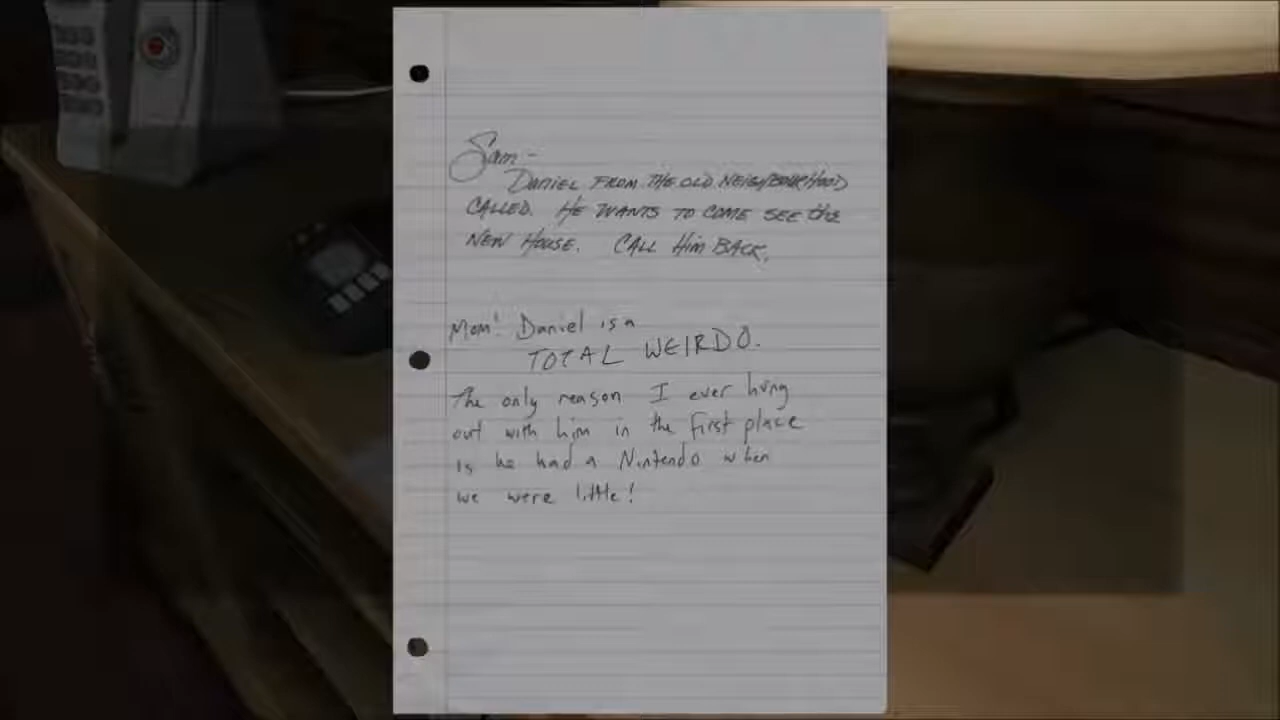 Sam -
DANIEL FROM THE OLD NEIGHBOURHOOD
CALLED. HE WANTS TO COME SEE the
NEW HOUSE. CALL HIM BACK.
Mom! Daniel is a
TOTAL WEIRDO.
The only reason I ever hung
out with him in the first place
is he had a Nintendo when
we were little!